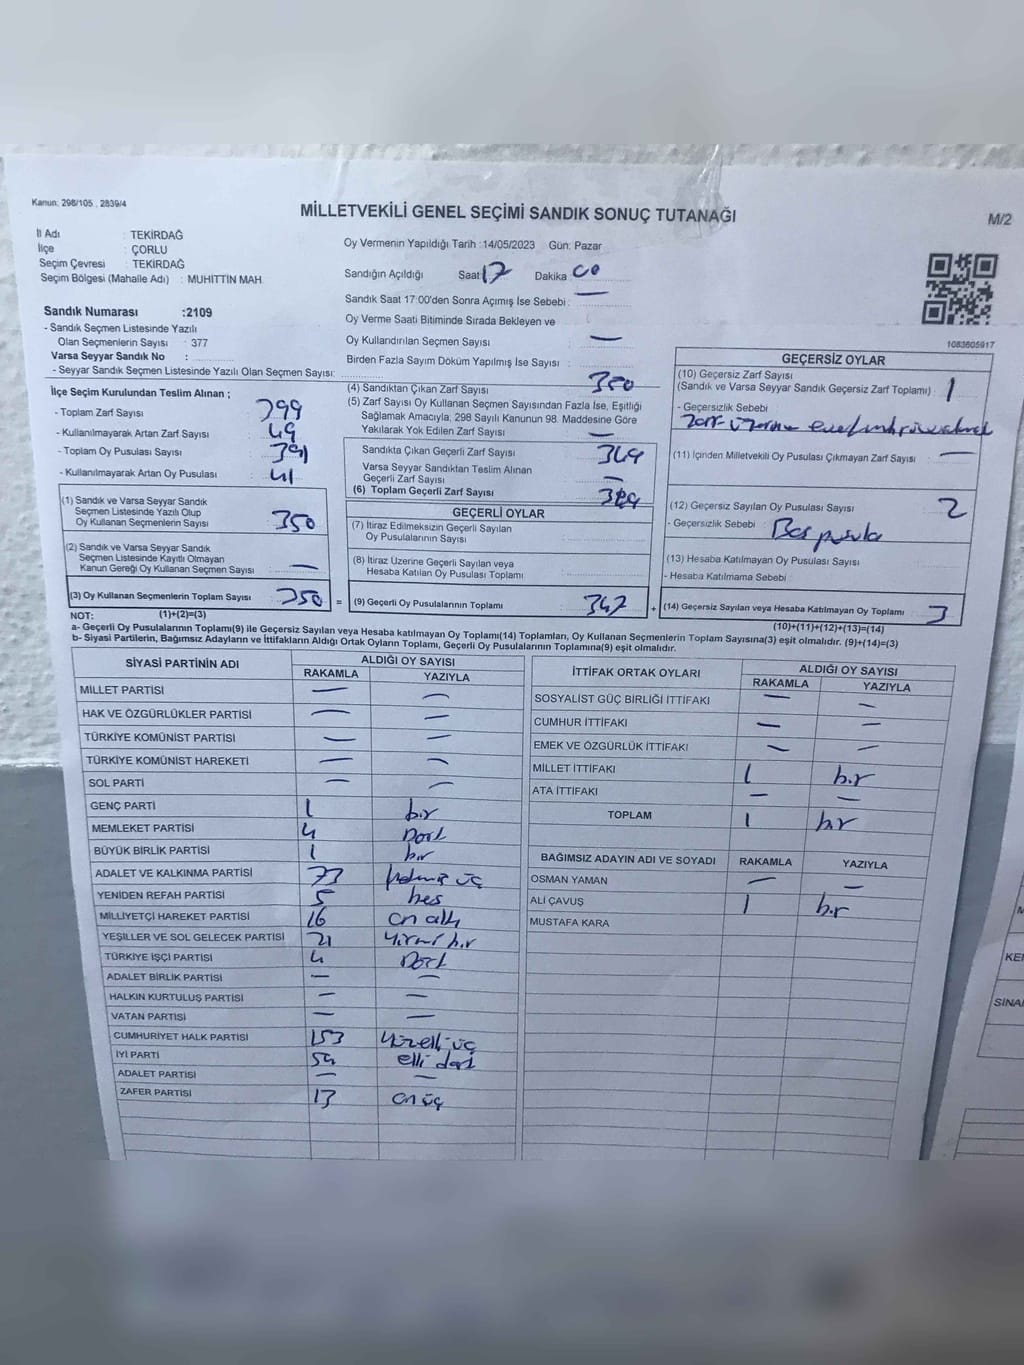 Kanun: 298/105 , 2839/4
MİLLETVEKİLİ GENEL SEÇİMİ SANDIK SONUÇ TUTANAĞI
M/2
İl Adı : TEKİRDAĞ
İlçe : ÇORLU
Seçim Çevresi : TEKİRDAĞ
Seçim Bölgesi (Mahalle Adı) : MUHİTTİN MAH.
Oy Vermenin Yapıldığı Tarih :14/05/2023 Gün: Pazar
Sandığın Açıldığı Saat 17 Dakika 00
Sandık Saat 17:00'den Sonra Açımış İse Sebebi : —
Oy Verme Saati Bitiminde Sırada Bekleyen ve
Oy Kullandırılan Seçmen Sayısı : —
Birden Fazla Sayım Döküm Yapılmış İse Sayısı :
1083605917
Sandık Numarası :2109
- Sandık Seçmen Listesinde Yazılı
Olan Seçmenlerin Sayısı : 377
Varsa Seyyar Sandık No :
- Seyyar Sandık Seçmen Listesinde Yazılı Olan Seçmen Sayısı:
İlçe Seçim Kurulundan Teslim Alınan ;
- Toplam Zarf Sayısı : 399
- Kullanılmayarak Artan Zarf Sayısı : 49
- Toplam Oy Pusulası Sayısı : 391
- Kullanılmayarak Artan Oy Pusulası : 41
(1) Sandık ve Varsa Seyyar Sandık
Seçmen Listesinde Yazılı Olup
Oy Kullanan Seçmenlerin Sayısı : 350
(2) Sandık ve Varsa Seyyar Sandık
Seçmen Listesinde Kayıtlı Olmayan
Kanun Gereği Oy Kullanan Seçmen Sayısı : —
(3) Oy Kullanan Seçmenlerin Toplam Sayısı : 350
(4) Sandıktan Çıkan Zarf Sayısı : 350
(5) Zarf Sayısı Oy Kullanan Seçmen Sayısından Fazla İse, Eşitliği
Sağlamak Amacıyla, 298 Sayılı Kanunun 98. Maddesine Göre
Yakılarak Yok Edilen Zarf Sayısı : —
Sandıkta Çıkan Geçerli Zarf Sayısı : 349
Varsa Seyyar Sandıktan Teslim Alınan
Geçerli Zarf Sayısı : —
(6) Toplam Geçerli Zarf Sayısı : 349
GEÇERLİ OYLAR
(7) İtiraz Edilmeksizin Geçerli Sayılan
Oy Pusulalarının Sayısı :
(8) İtiraz Üzerine Geçerli Sayılan veya
Hesaba Katılan Oy Pusulası Toplamı :
= (9) Geçerli Oy Pusulalarının Toplamı : 347 +
GEÇERSİZ OYLAR
(10) Geçersiz Zarf Sayısı
(Sandık ve Varsa Seyyar Sandık Geçersiz Zarf Toplamı) : 1
- Geçersizlik Sebebi
zarf üzerine
(11) İçinden Milletvekili Oy Pusulası Çıkmayan Zarf Sayısı : —
(12) Geçersiz Sayılan Oy Pusulası Sayısı : 2
- Geçersizlik Sebebi : Boş pusula
(13) Hesaba Katılmayan Oy Pusulası Sayısı :
- Hesaba Katılmama Sebebi :
(14) Geçersiz Sayılan veya Hesaba Katılmayan Oy Toplamı : 3
NOT: (1)+(2)=(3)
(10)+(11)+(12)+(13)=(14)
a- Geçerli Oy Pusulalarının Toplamı(9) ile Geçersiz Sayılan veya Hesaba katılmayan Oy Toplamı(14) Toplamları, Oy Kullanan Seçmenlerin Toplam Sayısına(3) eşit olmalıdır. (9)+(14)=(3)
b- Siyasi Partilerin, Bağımsız Adayların ve İttifakların Aldığı Ortak Oyların Toplamı, Geçerli Oy Pusulalarının Toplamına(9) eşit olmalıdır.
SİYASİ PARTİNİN ADI ALDIĞI OY SAYISI
RAKAMLA YAZIYLA
MİLLET PARTİSİ — —
HAK VE ÖZGÜRLÜKLER PARTİSİ — —
TÜRKİYE KOMÜNİST PARTİSİ — —
TÜRKİYE KOMÜNİST HAREKETİ — —
SOL PARTİ — —
GENÇ PARTİ 1 bir
MEMLEKET PARTİSİ 4 Dört
BÜYÜK BİRLİK PARTİSİ 1 bir
ADALET VE KALKINMA PARTİSİ 73 yetmiş üç
YENİDEN REFAH PARTİSİ 5 beş
MİLLİYETÇİ HAREKET PARTİSİ 16 on altı
YEŞİLLER VE SOL GELECEK PARTİSİ 21 yirmi bir
TÜRKİYE İŞÇİ PARTİSİ 4 Dört
ADALET BİRLİK PARTİSİ — —
HALKIN KURTULUŞ PARTİSİ — —
VATAN PARTİSİ — —
CUMHURİYET HALK PARTİSİ 153 yüzelli üç
İYİ PARTİ 54 elli dört
ADALET PARTİSİ — —
ZAFER PARTİSİ 13 on üç
İTTİFAK ORTAK OYLARI ALDIĞI OY SAYISI
RAKAMLA YAZIYLA
SOSYALİST GÜÇ BİRLİĞİ İTTİFAKI — —
CUMHUR İTTİFAKI — —
EMEK VE ÖZGÜRLÜK İTTİFAKI — —
MİLLET İTTİFAKI 1 bir
ATA İTTİFAKI — —
TOPLAM 1 bir
BAĞIMSIZ ADAYIN ADI VE SOYADI RAKAMLA YAZIYLA
OSMAN YAMAN — —
ALİ ÇAVUŞ 1 bir
MUSTAFA KARA
KE
SİNA